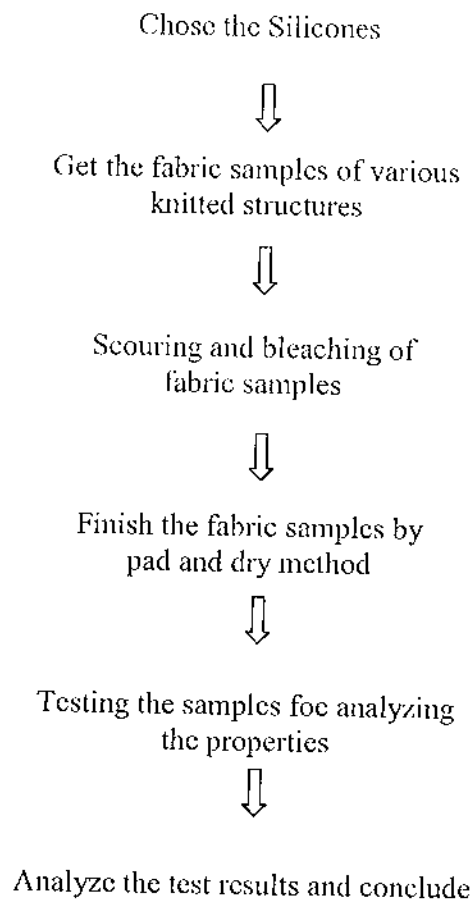 Chose the Silicones
Get the fabric samples of various
knitted structures
Scouring and bleaching of
fabric samples
Finish the fabric samples by
pad and dry method
Testing the samples foe analyzing
the properties
Analyze the test results and conclude